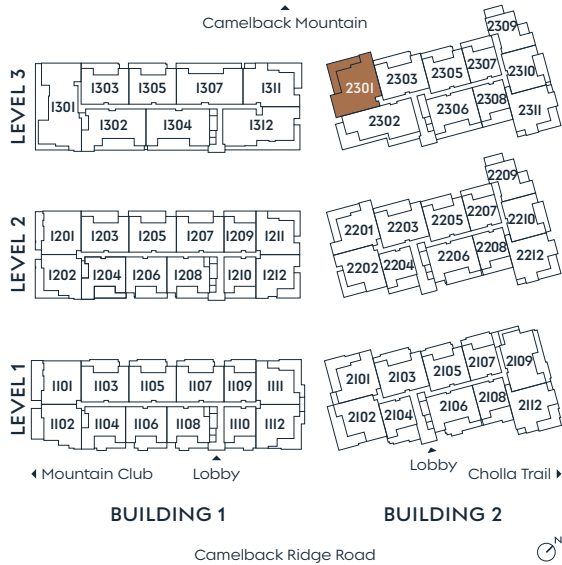 Camelback Mountain
LEVEL 3
1301 1303 1305 1307 1311
1302 1304 1312
2301 2303 2305 2307 2309 2310
2302 2306 2308 2311
LEVEL 2
1201 1203 1205 1207 1209 1211
1202 1204 1206 1208 1210 1212
2201 2203 2205 2207 2209 2210
2202 2204 2206 2208 2212
LEVEL 1
1101 1103 1105 1107 1109 1111
1102 1104 1106 1108 1110 1112
2101 2103 2105 2107 2109
2102 2104 2106 2108 2112
Mountain Club Lobby
Lobby Cholla Trail
BUILDING 1 BUILDING 2
Camelback Ridge Road
N